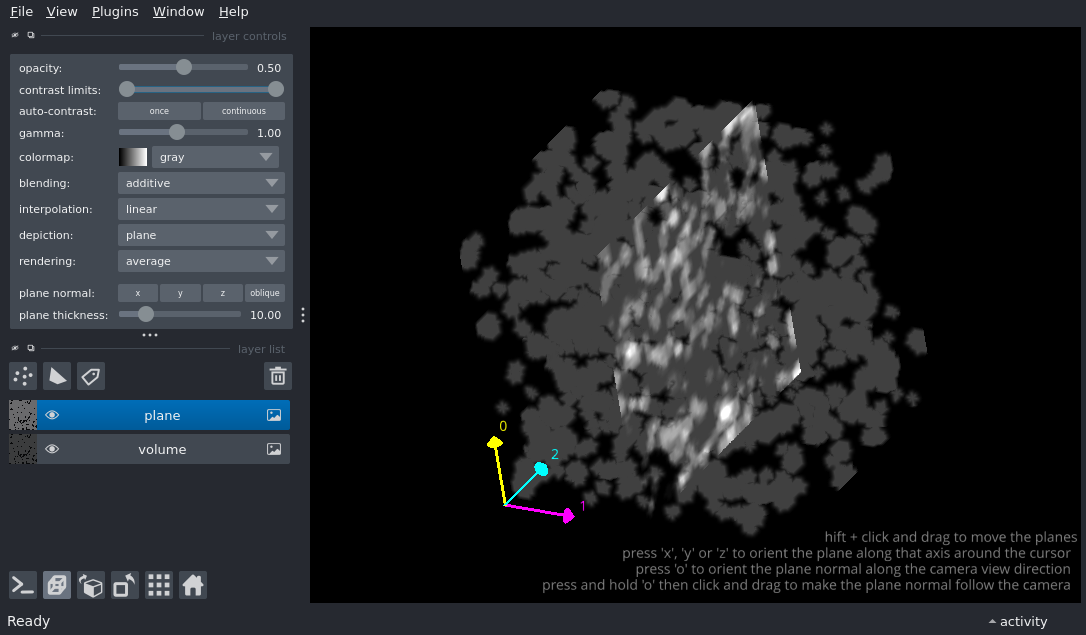 File View Plugins Window Help
layer controls
opacity: 0.50
contrast limits:
auto-contrast: once continuous
gamma: 1.00
colormap: gray
blending: additive
interpolation: linear
depiction: plane
rendering: average
plane normal: x y z oblique
plane thickness: 10.00
layer list
plane
volume
0
2
1
hift + click and drag to move the planes
press 'x', 'y' or 'z' to orient the plane along that axis around the cursor
press 'o' to orient the plane normal along the camera view direction
press and hold 'o' then click and drag to make the plane normal follow the camera
Ready
activity